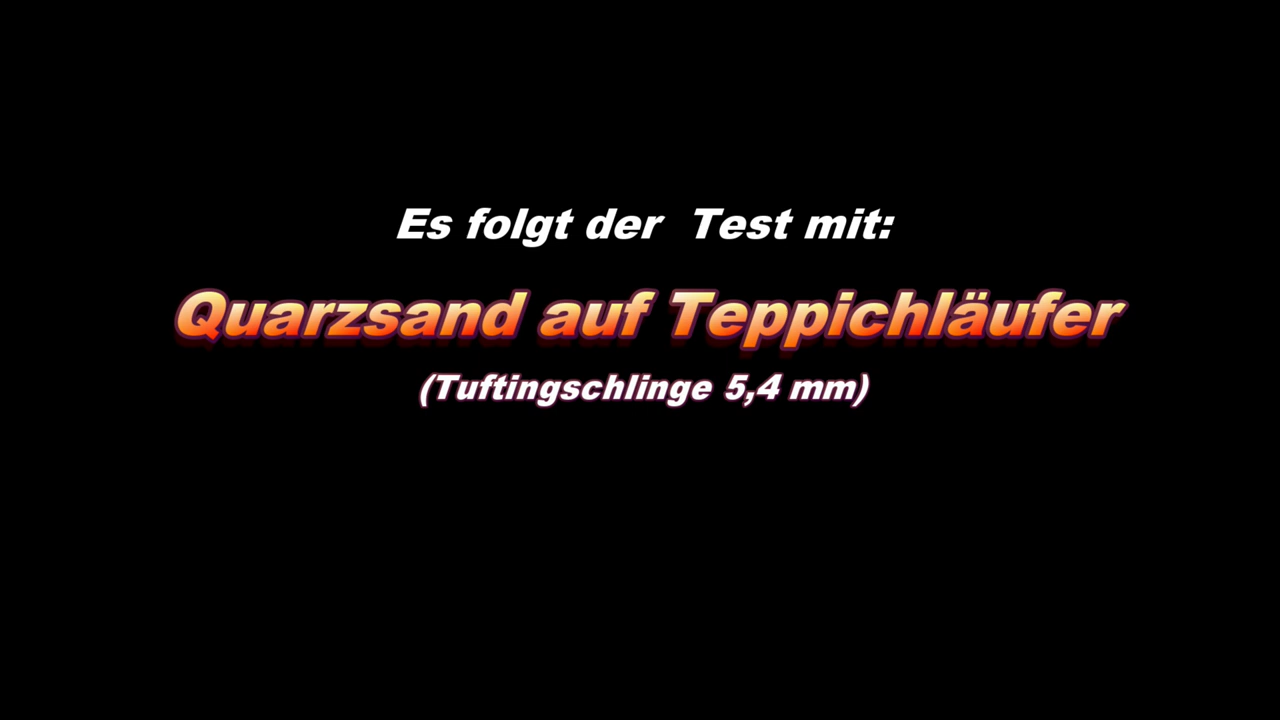 Es folgt der  Test mit:
Quarzsand auf Teppichläufer
(Tuftingschlinge 5,4 mm)